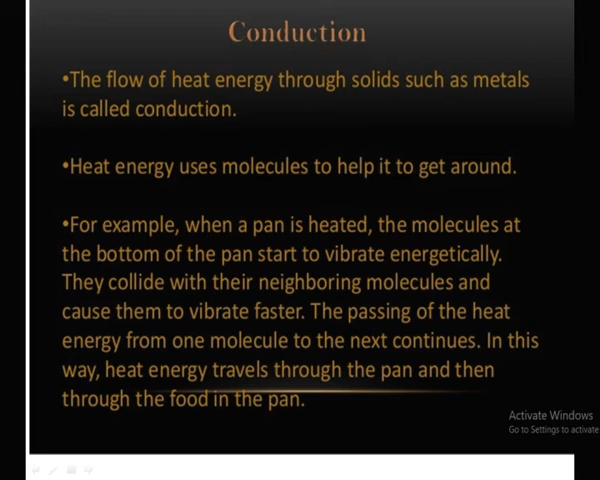 Conduction
•The flow of heat energy through solids such as metals
is called conduction.
•Heat energy uses molecules to help it to get around.
•For example, when a pan is heated, the molecules at
the bottom of the pan start to vibrate energetically.
They collide with their neighboring molecules and
cause them to vibrate faster. The passing of the heat
energy from one molecule to the next continues. In this
way, heat energy travels through the pan and then
through the food in the pan.
Activate Windows
Go to Settings to activate